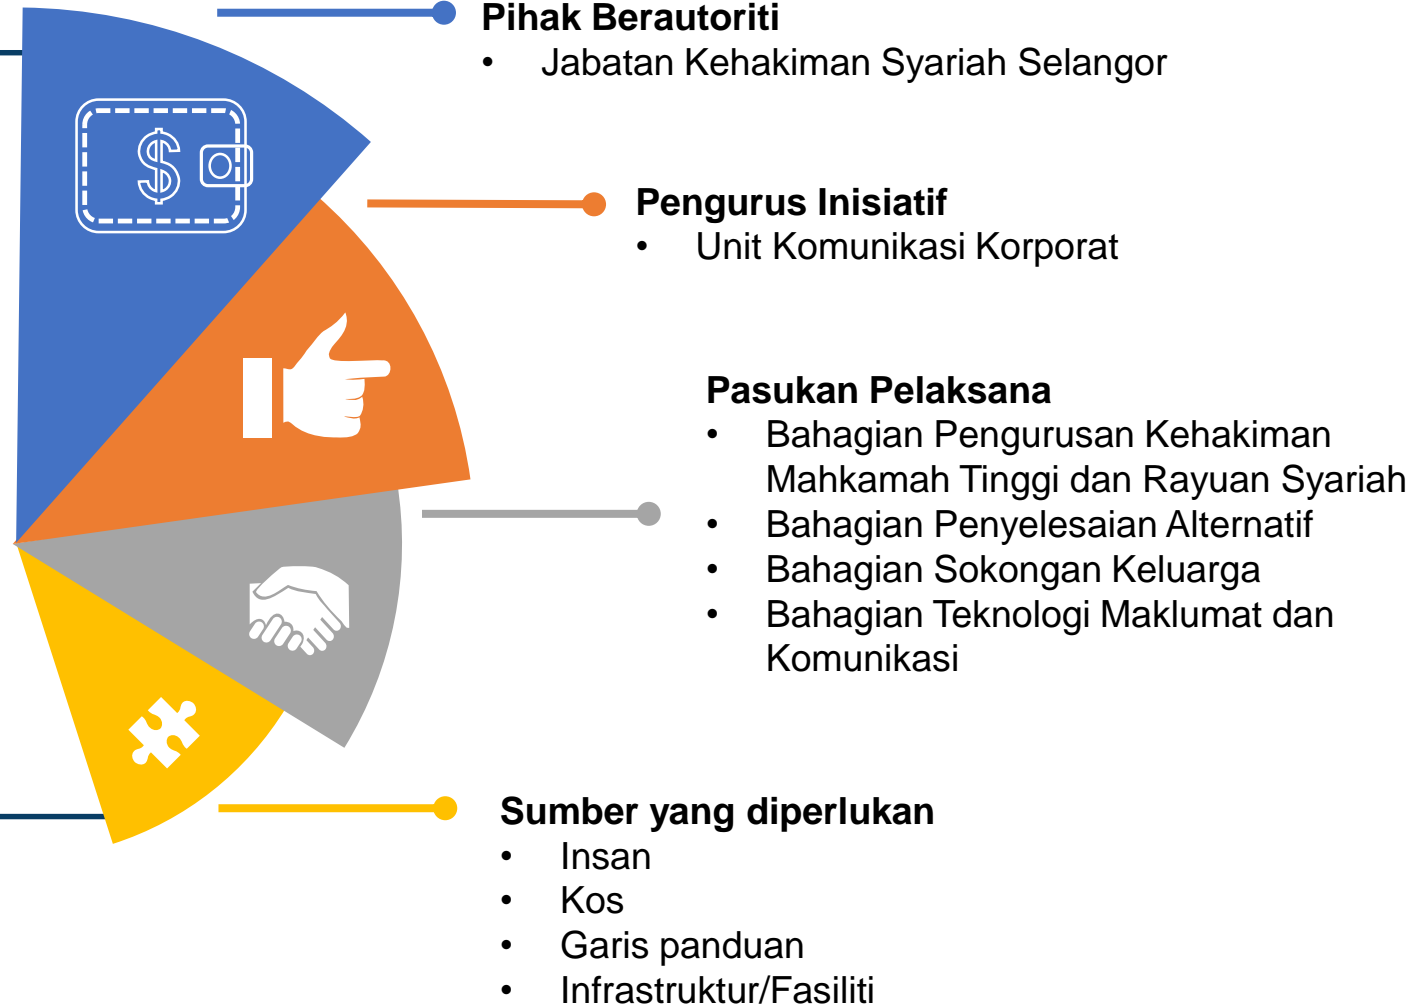 Pihak Berautoriti
• Jabatan Kehakiman Syariah Selangor
$
Pengurus Inisiatif
• Unit Komunikasi Korporat
Pasukan Pelaksana
• Bahagian Pengurusan Kehakiman
Mahkamah Tinggi dan Rayuan Syariah
• Bahagian Penyelesaian Alternatif
• Bahagian Sokongan Keluarga
• Bahagian Teknologi Maklumat dan
Komunikasi
Sumber yang diperlukan
• Insan
• Kos
• Garis panduan
• Infrastruktur/Fasiliti